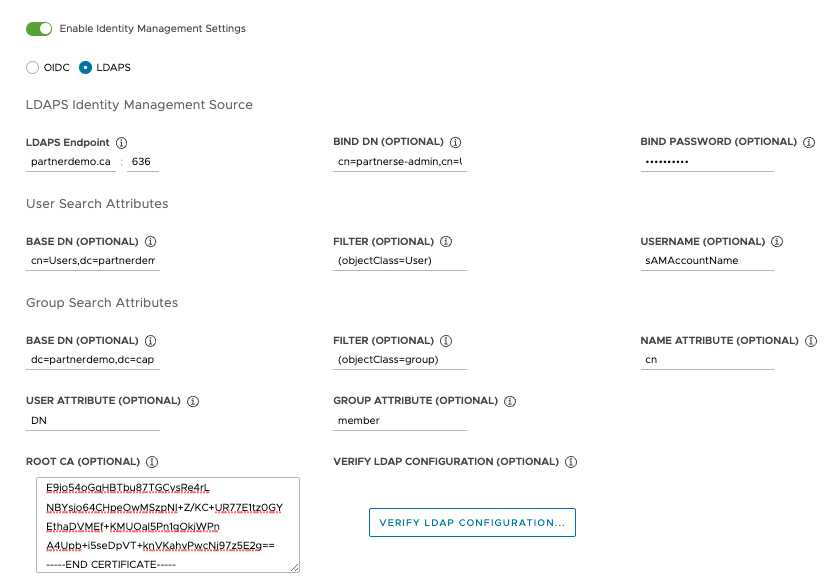 Enable Identity Management Settings
OIDC LDAPS
LDAPS Identity Management Source
LDAPS Endpoint BIND DN (OPTIONAL) BIND PASSWORD (OPTIONAL)
partnerdemo.ca : 636 cn=partnerse-admin,cn=U ••••••••••
User Search Attributes
BASE DN (OPTIONAL) FILTER (OPTIONAL) USERNAME (OPTIONAL)
cn=Users,dc=partnerdem (objectClass=User) sAMAccountName
Group Search Attributes
BASE DN (OPTIONAL) FILTER (OPTIONAL) NAME ATTRIBUTE (OPTIONAL)
dc=partnerdemo,dc=cap (objectClass=group) cn
USER ATTRIBUTE (OPTIONAL) GROUP ATTRIBUTE (OPTIONAL)
DN member
ROOT CA (OPTIONAL) VERIFY LDAP CONFIGURATION (OPTIONAL)
E9io54oGqHBTbu87TGCvsRe4rL
NBYsjo64CHpeOwMSzpNI+Z/KC+UR77E1tz0GY
EthaDVMEf+KMUOal5Pn1qOkjWPn
A4Upb+i5seDpVT+knVKahvPwcNj97z5E2g==
-----END CERTIFICATE-----
VERIFY LDAP CONFIGURATION...